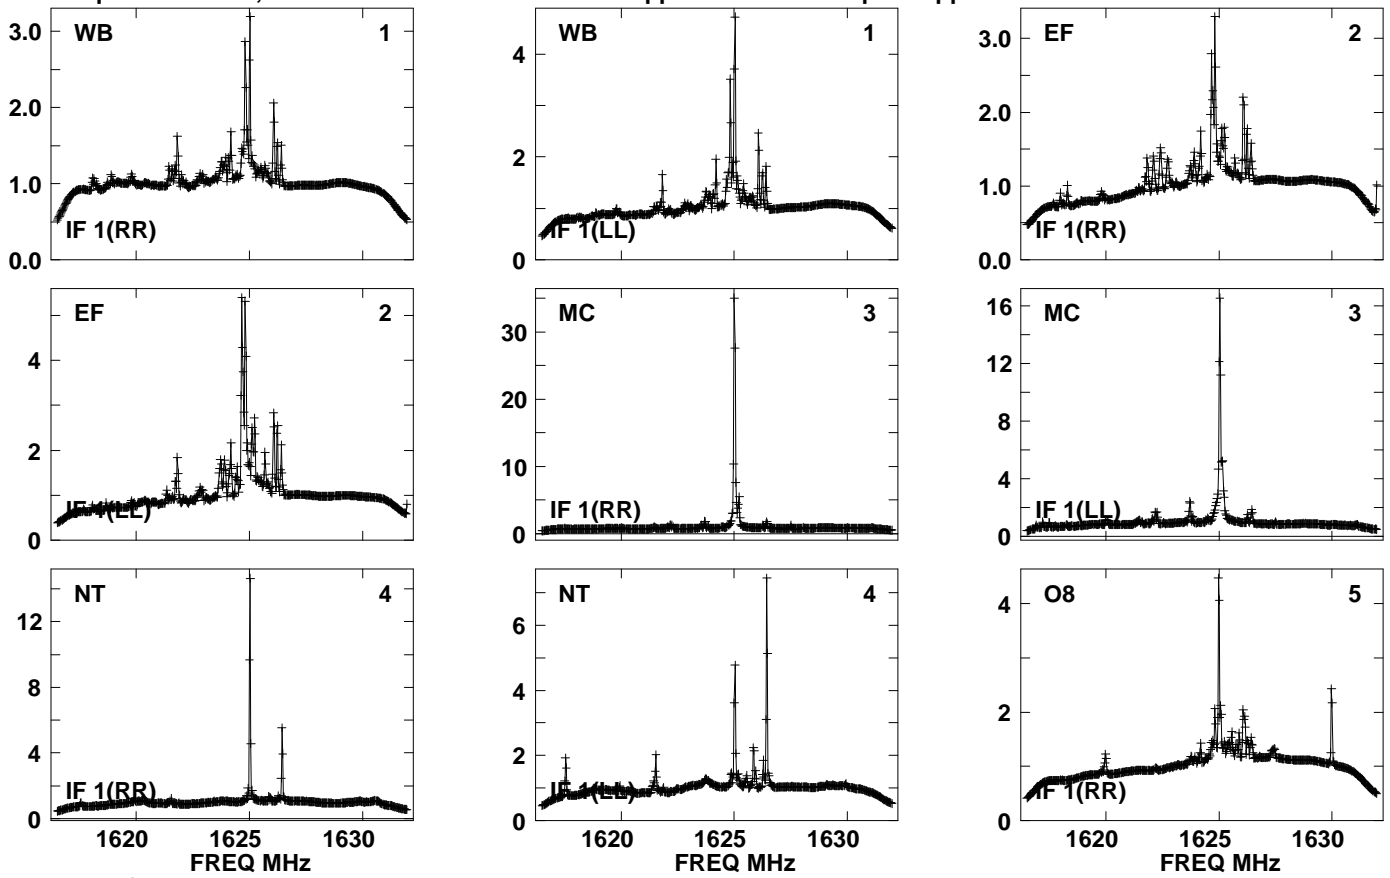 WB 1
3.0
2.0
1.0
0.0
IF 1(RR)
WB 1
4
2
0
IF 1(LL)
EF 2
3.0
2.0
1.0
0.0
IF 1(RR)
EF 2
4
2
0
IF 1(LL)
MC 3
30
20
10
0
IF 1(RR)
MC 3
16
12
8
4
0
IF 1(LL)
NT 4
12
8
4
0
IF 1(RR)
1620 1625 1630
FREQ MHz
NT 4
6
4
2
0
IF 1(LL)
1620 1625 1630
FREQ MHz
O8 5
4
2
0
IF 1(RR)
1620 1625 1630
FREQ MHz